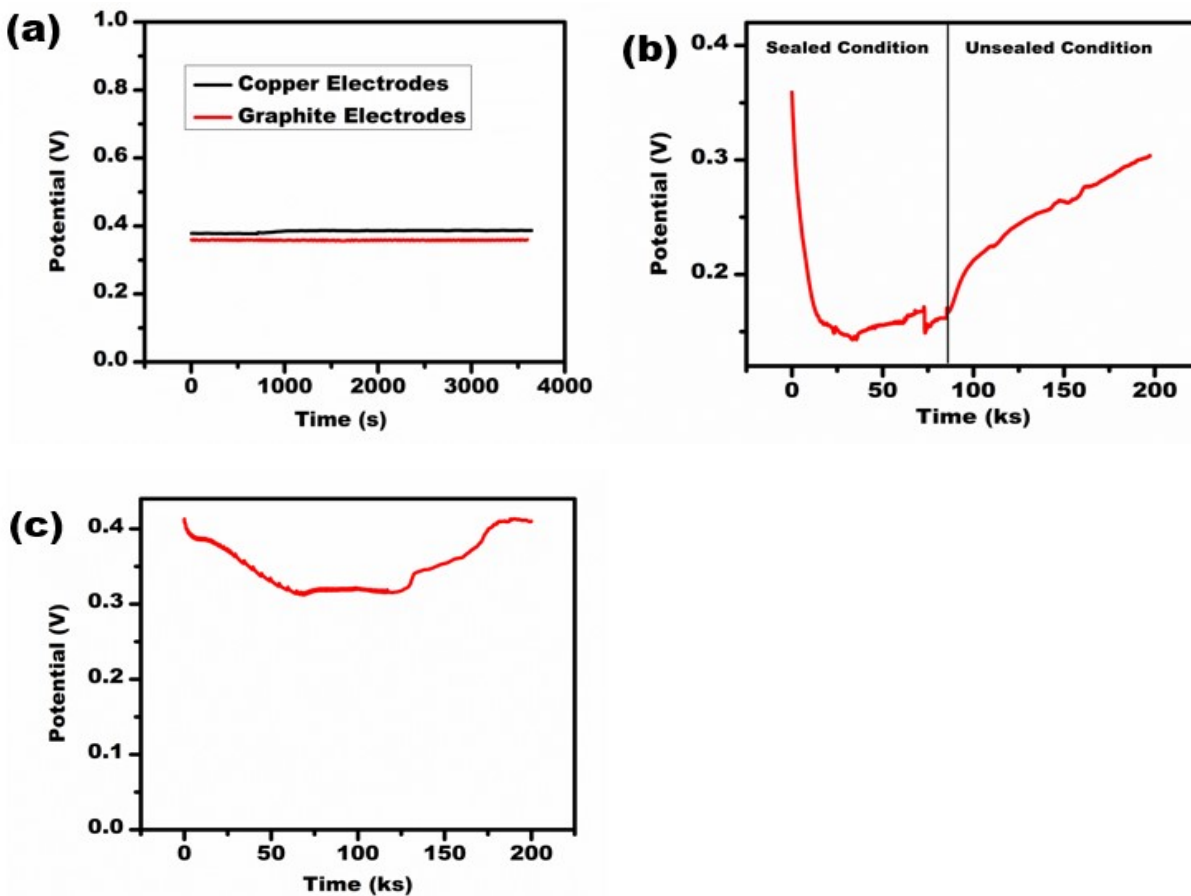 (a)
1.0
0.8
0.6
0.4
0.2
0.0
Potential (V)
Copper Electrodes
Graphite Electrodes
0 1000 2000 3000 4000
Time (s)
(b)
0.4
0.3
0.2
Potential (V)
Sealed Condition Unsealed Condition
0 50 100 150 200
Time (ks)
(c)
0.4
0.3
0.2
0.1
0.0
Potential (V)
0 50 100 150 200
Time (ks)